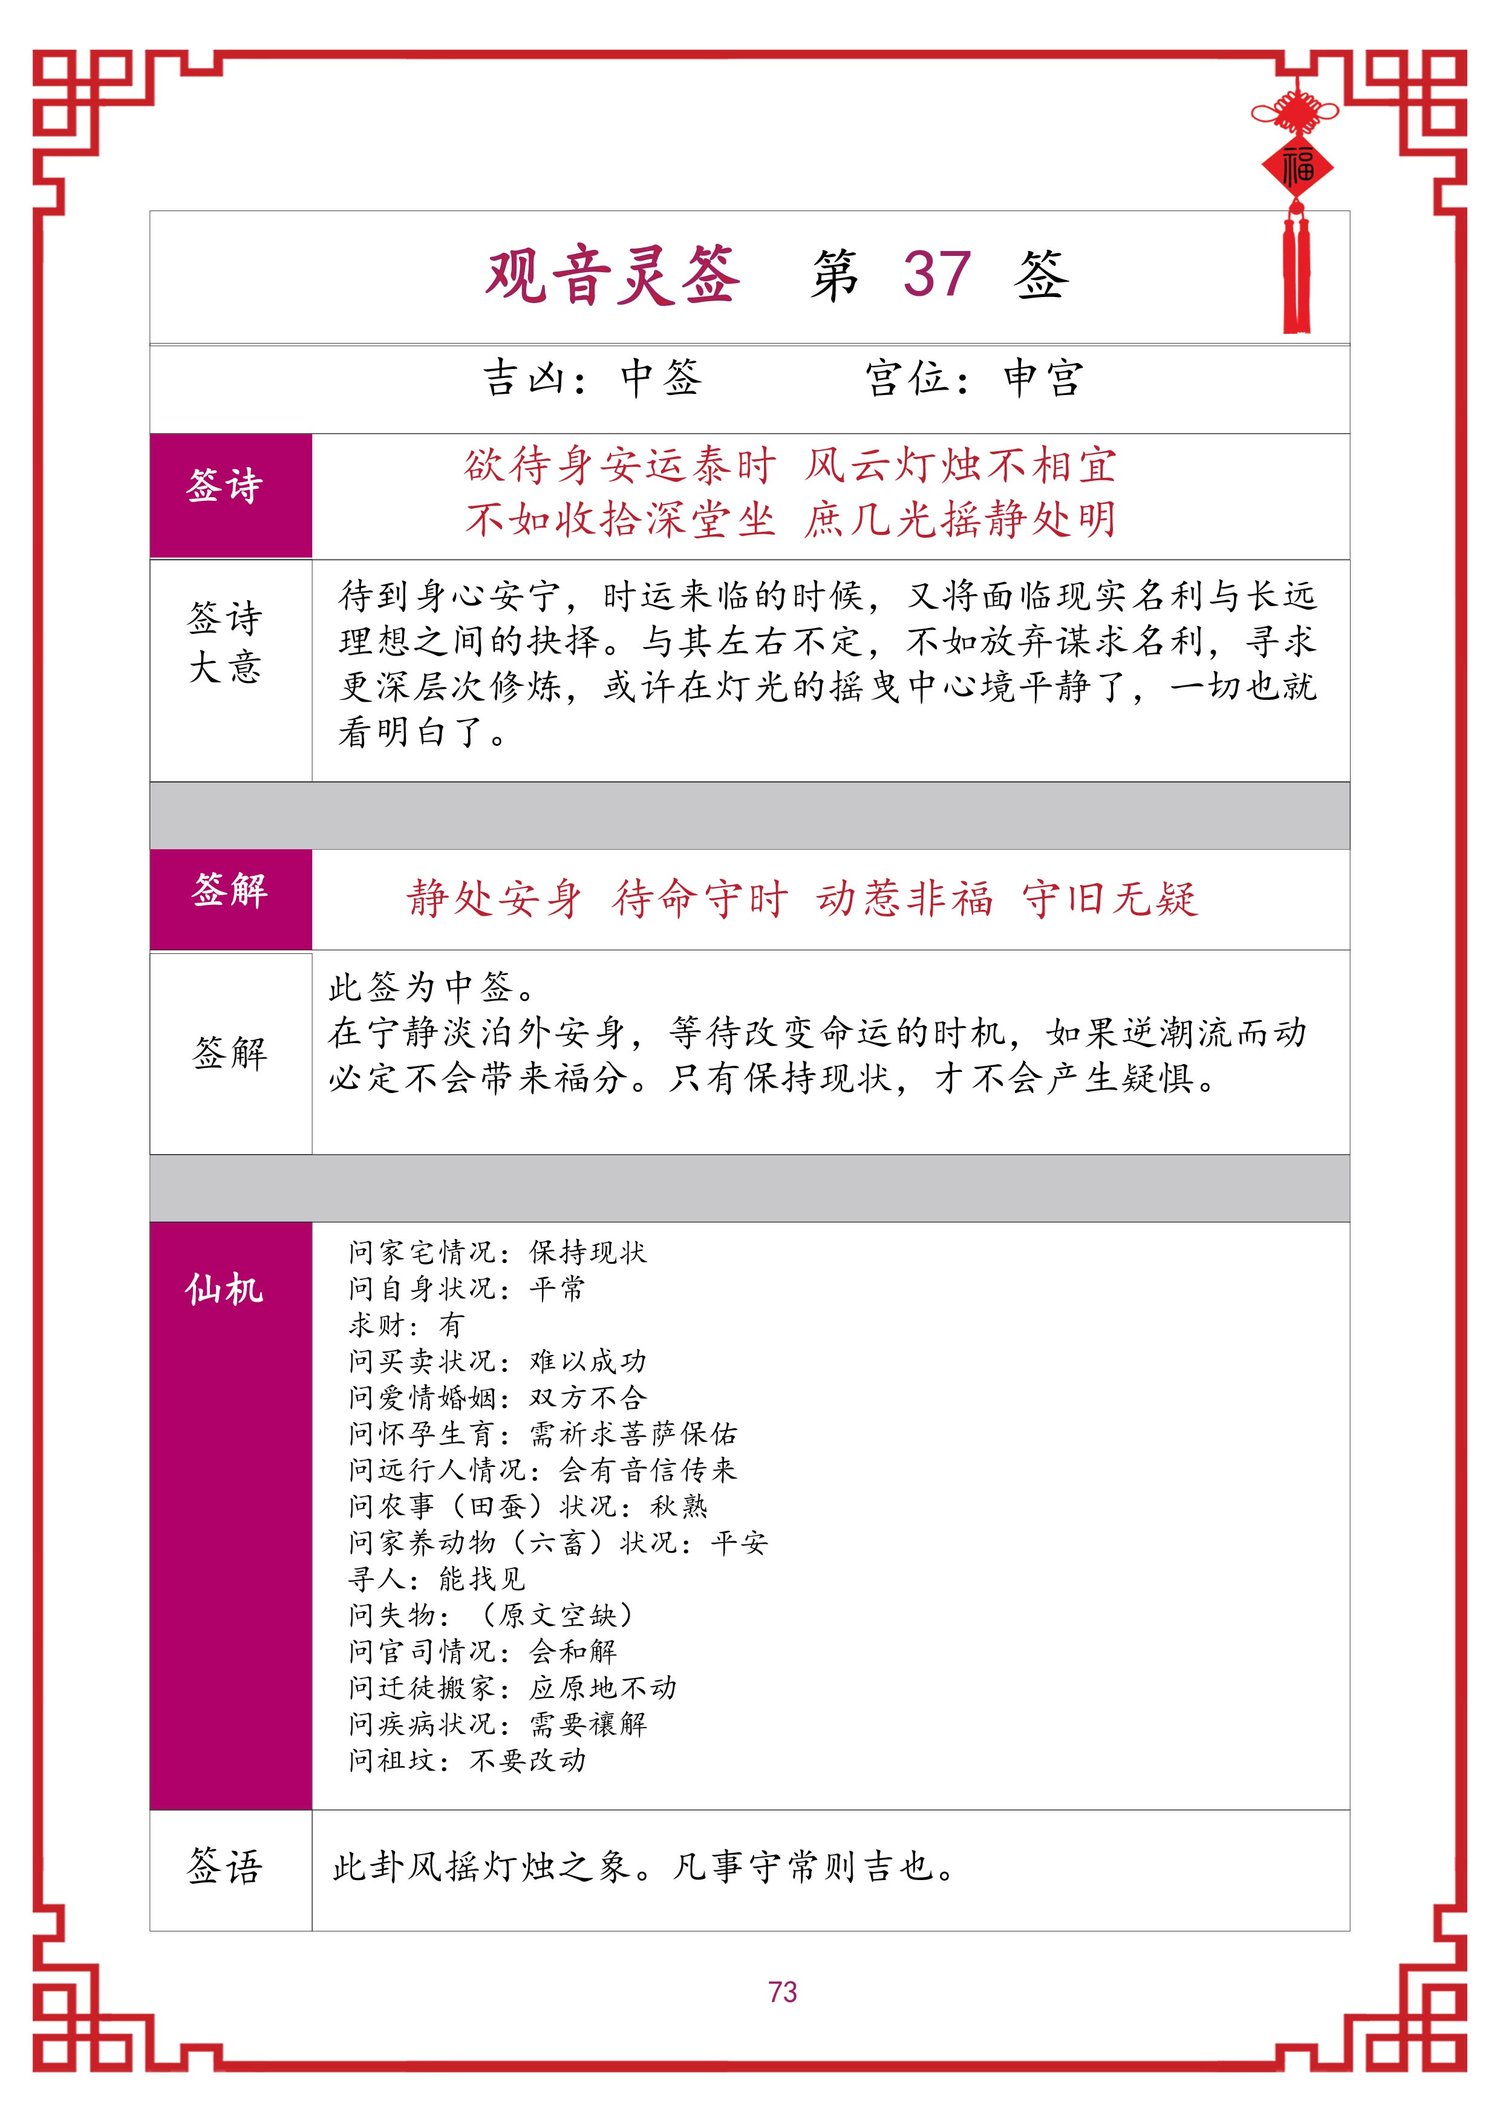 福
观音灵签 第 37 签
吉凶：中签 宫位：申宫
签诗
欲待身安运泰时 风云灯烛不相宜
不如收拾深堂坐 庶几光摇静处明
签诗
大意
待到身心安宁，时运来临的时候，又将面临现实名利与长远
理想之间的抉择。与其左右不定，不如放弃谋求名利，寻求
更深层次修炼，或许在灯光的摇曳中心境平静了，一切也就
看明白了。
签解
静处安身 待命守时 动惹非福 守旧无疑
签解
此签为中签。
在宁静淡泊外安身，等待改变命运的时机，如果逆潮流而动
必定不会带来福分。只有保持现状，才不会产生疑惧。
仙机
问家宅情况：保持现状
问自身状况：平常
求财：有
问买卖状况：难以成功
问爱情婚姻：双方不合
问怀孕生育：需祈求菩萨保佑
问远行人情况：会有音信传来
问农事（田蚕）状况：秋熟
问家养动物（六畜）状况：平安
寻人：能找见
问失物：（原文空缺）
问官司情况：会和解
问迁徒搬家：应原地不动
问疾病状况：需要禳解
问祖坟：不要改动
签语
此卦风摇灯烛之象。凡事守常则吉也。
73